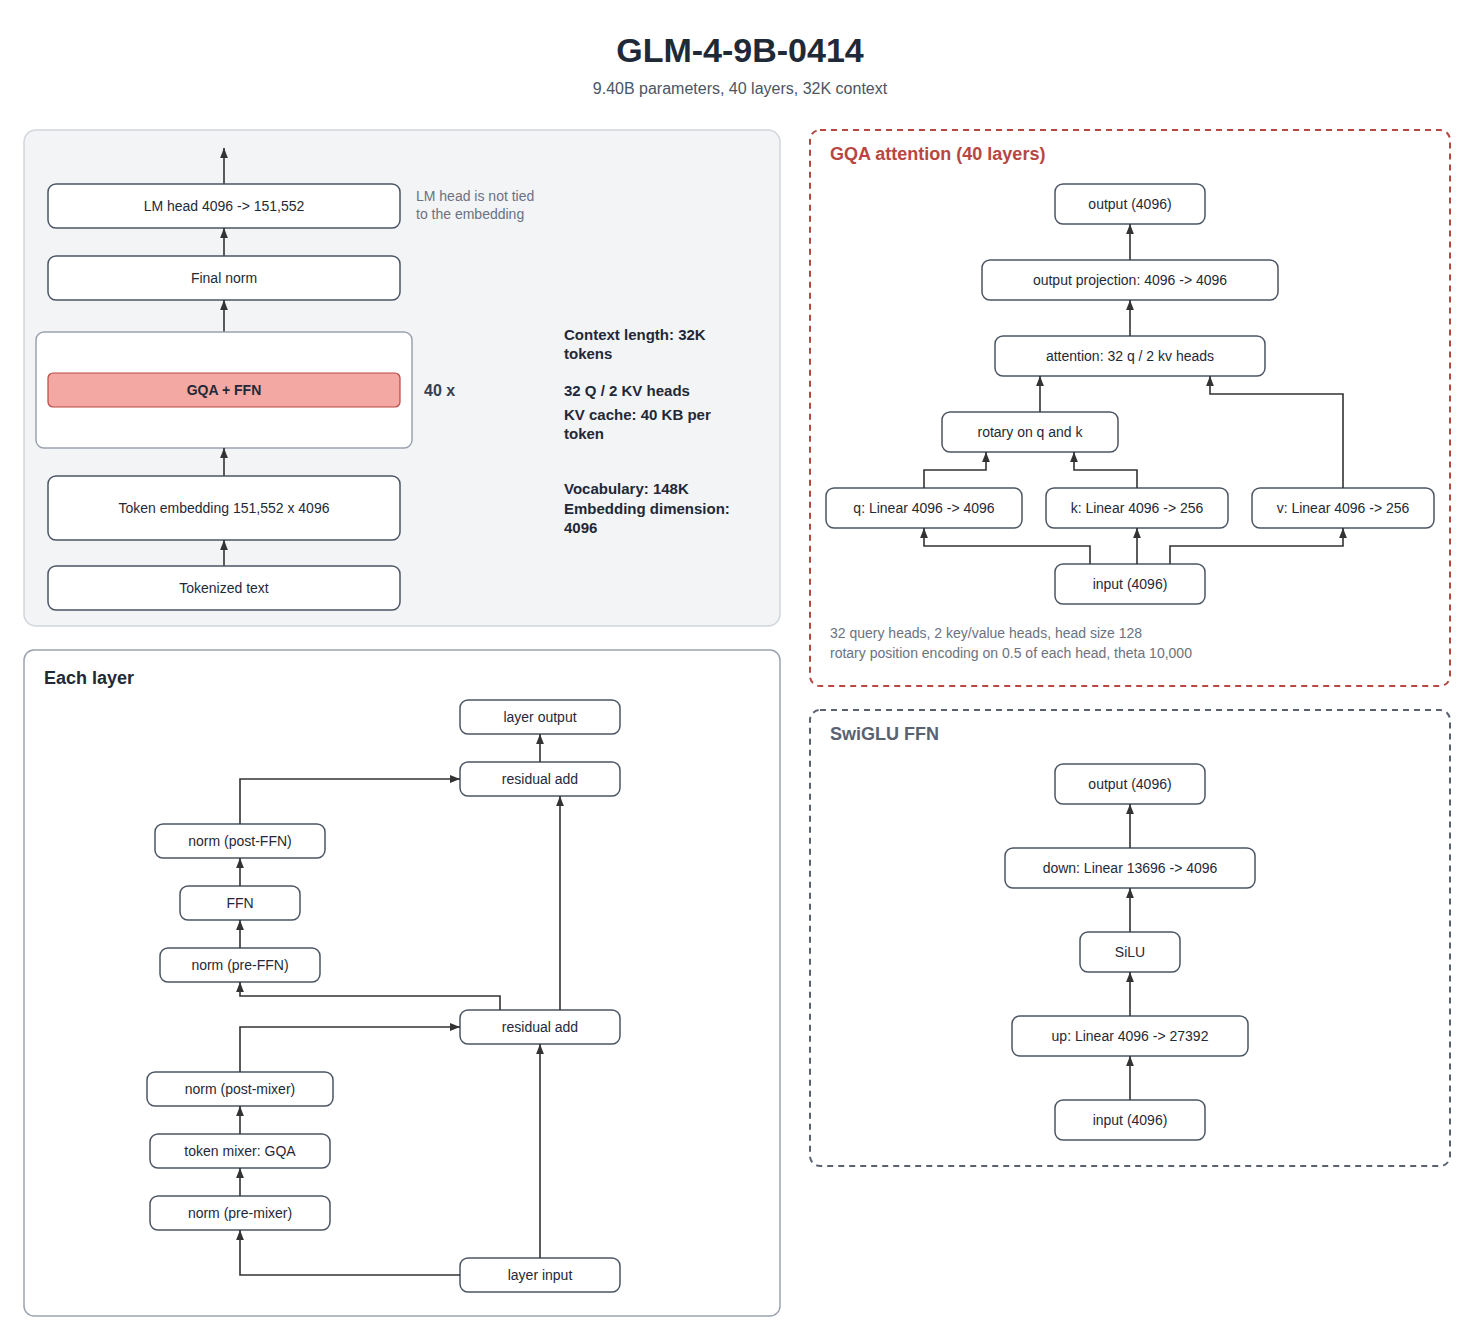 GLM-4-9B-0414
9.40B parameters, 40 layers, 32K context
LM head 4096 -> 151,552
LM head is not tied
to the embedding
Final norm
GQA + FFN
40 x
Context length: 32K
tokens
32 Q / 2 KV heads
KV cache: 40 KB per
token
Token embedding 151,552 x 4096
Vocabulary: 148K
Embedding dimension:
4096
Tokenized text
Each layer
layer output
residual add
norm (post-FFN)
FFN
norm (pre-FFN)
residual add
norm (post-mixer)
token mixer: GQA
norm (pre-mixer)
layer input
GQA attention (40 layers)
output (4096)
output projection: 4096 -> 4096
attention: 32 q / 2 kv heads
rotary on q and k
q: Linear 4096 -> 4096
k: Linear 4096 -> 256
v: Linear 4096 -> 256
input (4096)
32 query heads, 2 key/value heads, head size 128
rotary position encoding on 0.5 of each head, theta 10,000
SwiGLU FFN
output (4096)
down: Linear 13696 -> 4096
SiLU
up: Linear 4096 -> 27392
input (4096)